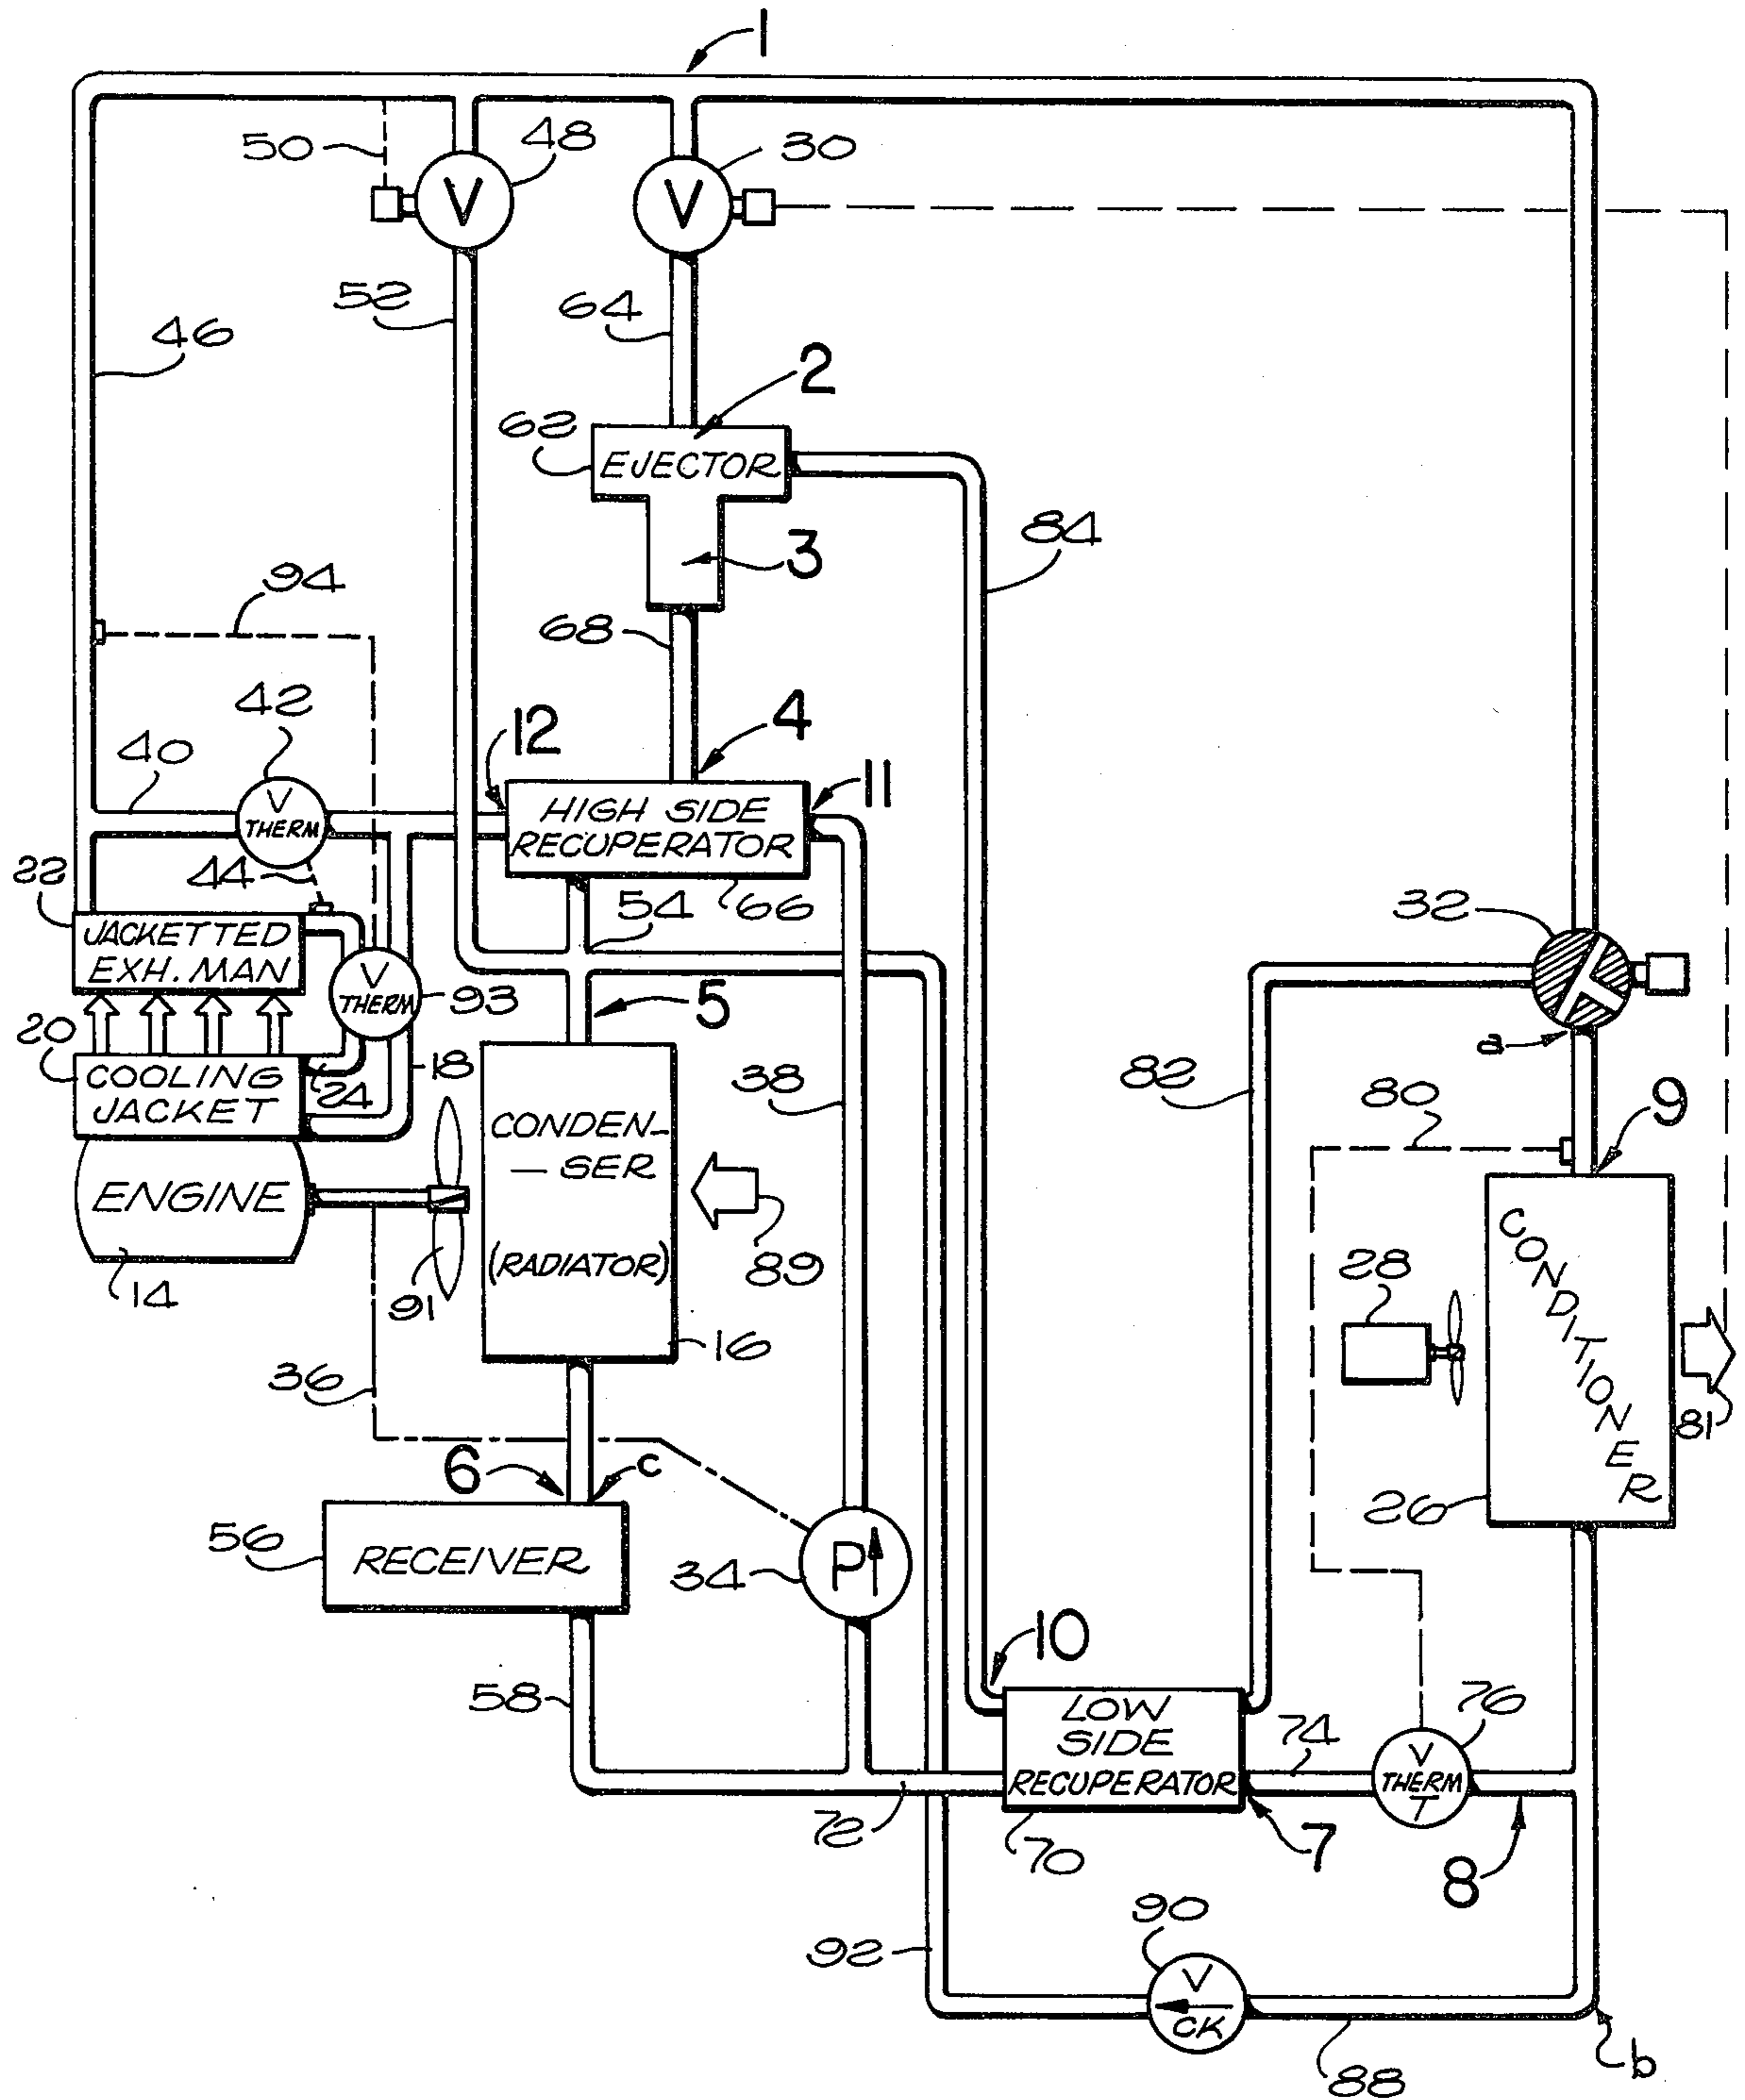 1
50
48
30
V
V
52
64
46
2
62
EJECTOR
84
3
94
68
42
4
40
12
11
V
THERM
HIGH SIDE
RECUPERATOR
44
22
54
66
32
JACKETTED
EXH. MAN
V
THERM
93
5
a
20
COOLING
JACKET
24
18
38
82
80
9
CONDEN-
- SER
(RADIATOR)
ENGINE
89
28
CONDITIONER
14
91
16
36
81
6
c
26
56
RECEIVER
34
P
10
58
LOW
SIDE
RECUPERATOR
74
76
V
THERM
T
72
70
7
8
90
92
V
CK
b
88